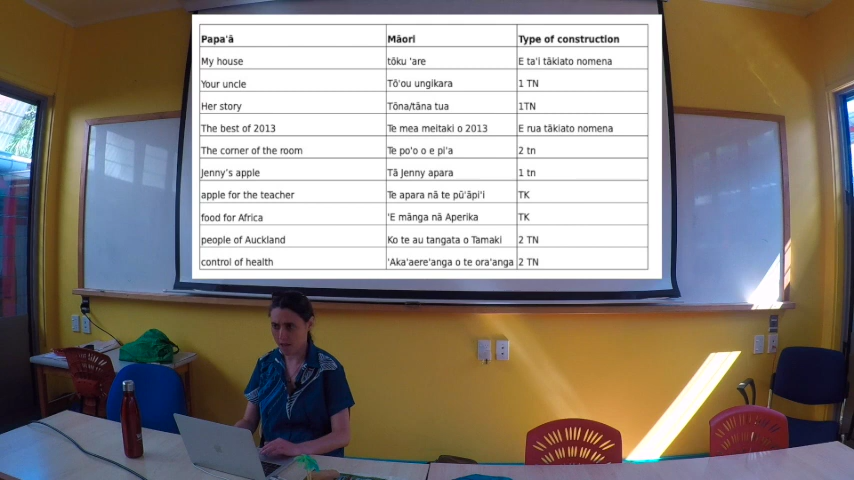 Papa'ā Māori Type of construction
My house tōku 'are E ta'i tākiato nomena
Your uncle Tō'ou ungikara 1 TN
Her story Tōna/tāna tua 1TN
The best of 2013 Te mea meitaki o 2013 E rua tākiato nomena
The corner of the room Te po'o o e pi'a 2 tn
Jenny's apple Tā Jenny apara 1 tn
apple for the teacher Te apara nā te pū'āpi'i TK
food for Africa 'E mānga nā Aperika TK
people of Auckland Ko te au tangata o Tamaki 2 TN
control of health 'Aka'aere'anga o te ora'anga 2 TN